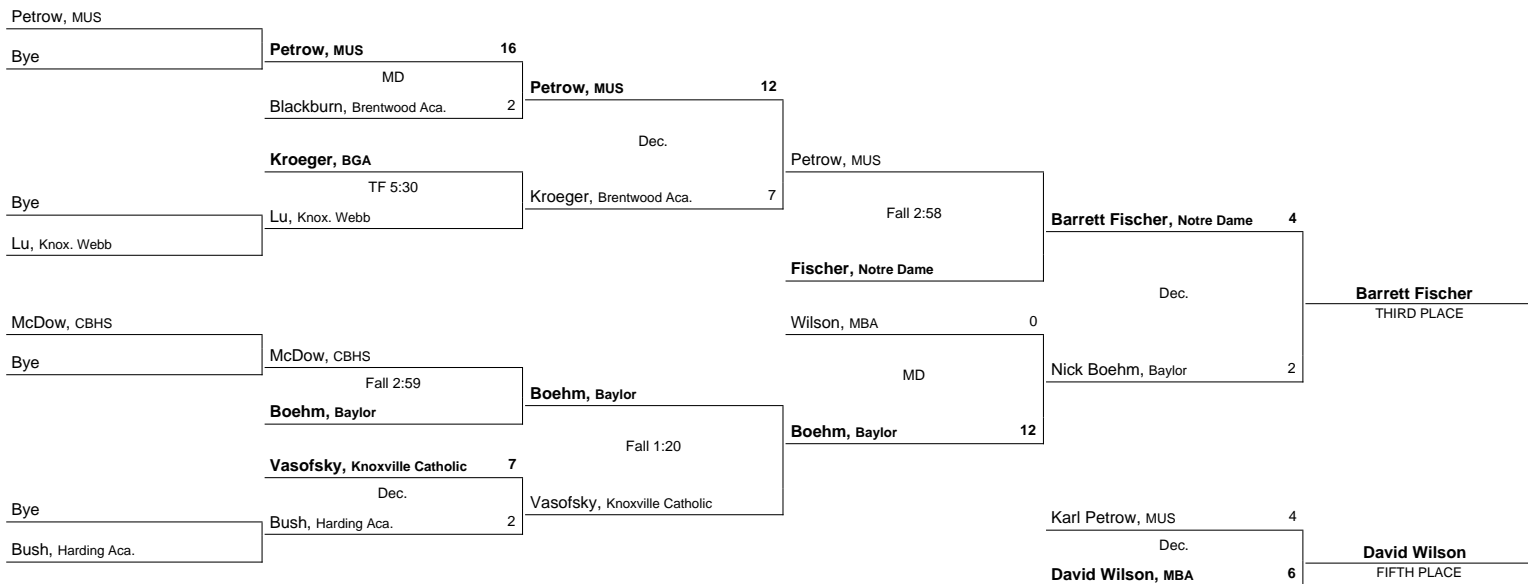 Petrow, MUS
Bye
Petrow, MUS 16
MD
Blackburn, Brentwood Aca. 2
Petrow, MUS 12
Dec.
Kroeger, BGA
TF 5:30
Lu, Knox. Webb
Kroeger, Brentwood Aca. 7
Bye
Lu, Knox. Webb
Petrow, MUS
Fall 2:58
Fischer, Notre Dame
Barrett Fischer, Notre Dame 4
Dec.
Nick Boehm, Baylor 2
Barrett Fischer
THIRD PLACE
McDow, CBHS
Bye
McDow, CBHS
Fall 2:59
Boehm, Baylor
Boehm, Baylor
Fall 1:20
Vasofsky, Knoxville Catholic
Wilson, MBA 0
MD
Boehm, Baylor 12
Vasofsky, Knoxville Catholic 7
Dec.
Bush, Harding Aca. 2
Bye
Bush, Harding Aca.
Karl Petrow, MUS 4
Dec.
David Wilson, MBA 6
David Wilson
FIFTH PLACE